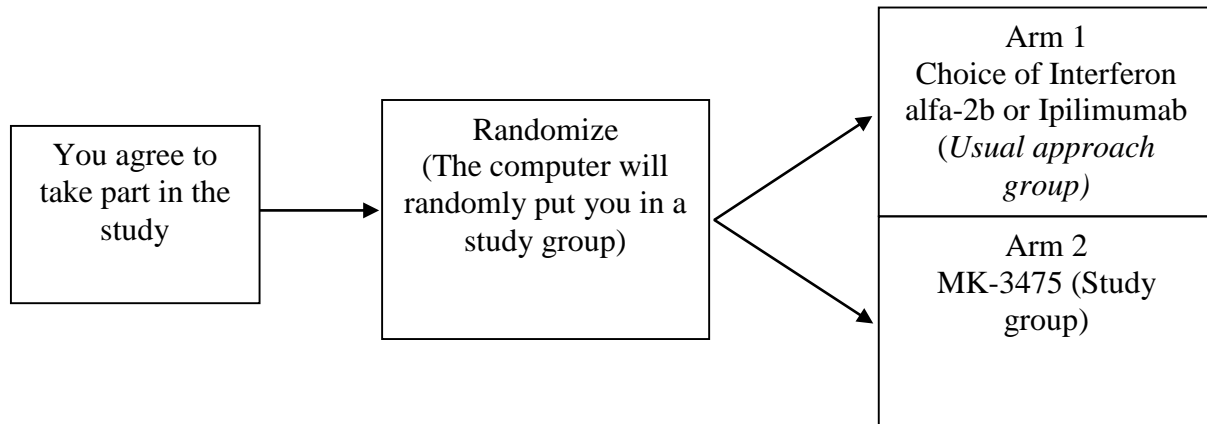 You agree to
take part in the
study
Randomize
(The computer will
randomly put you in a
study group)
Arm 1
Choice of Interferon
alfa-2b or Ipilimumab
(Usual approach
group)
Arm 2
MK-3475 (Study
group)